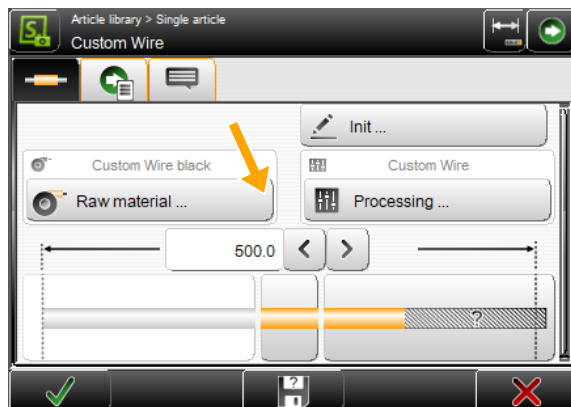 Article library > Single article
Custom Wire
Init ...
Custom Wire black
Custom Wire
Raw material ...
Processing ...
500.0
?
?